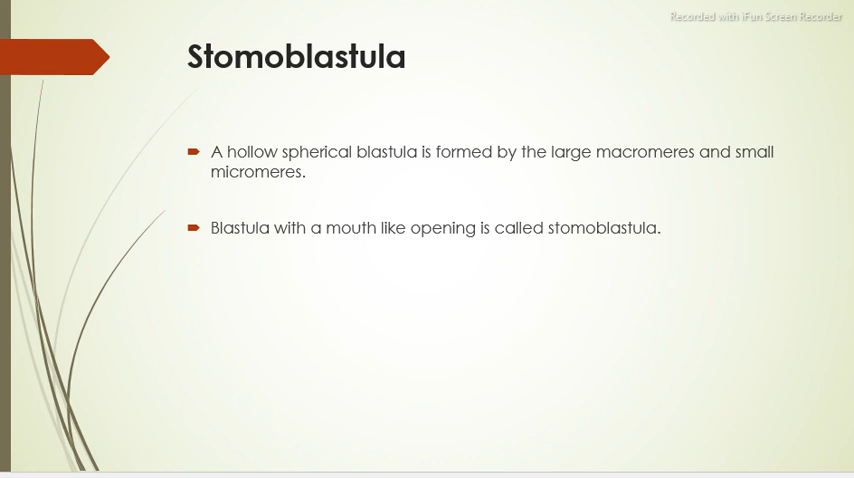 Recorded with iFun Screen Recorder
Stomoblastula
A hollow spherical blastula is formed by the large macromeres and small
micromeres.
Blastula with a mouth like opening is called stomoblastula.